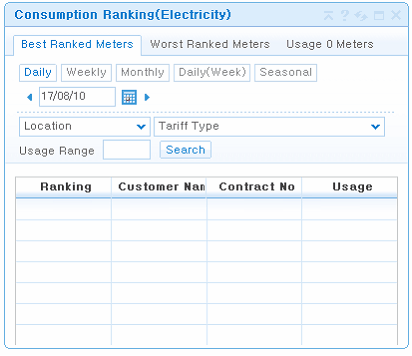 Consumption Ranking(Electricity)
Best Ranked Meters Worst Ranked Meters Usage 0 Meters
Daily Weekly Monthly Daily(Week) Seasonal
17/08/10
Location Tariff Type
Usage Range Search
Ranking Customer Nan Contract No Usage